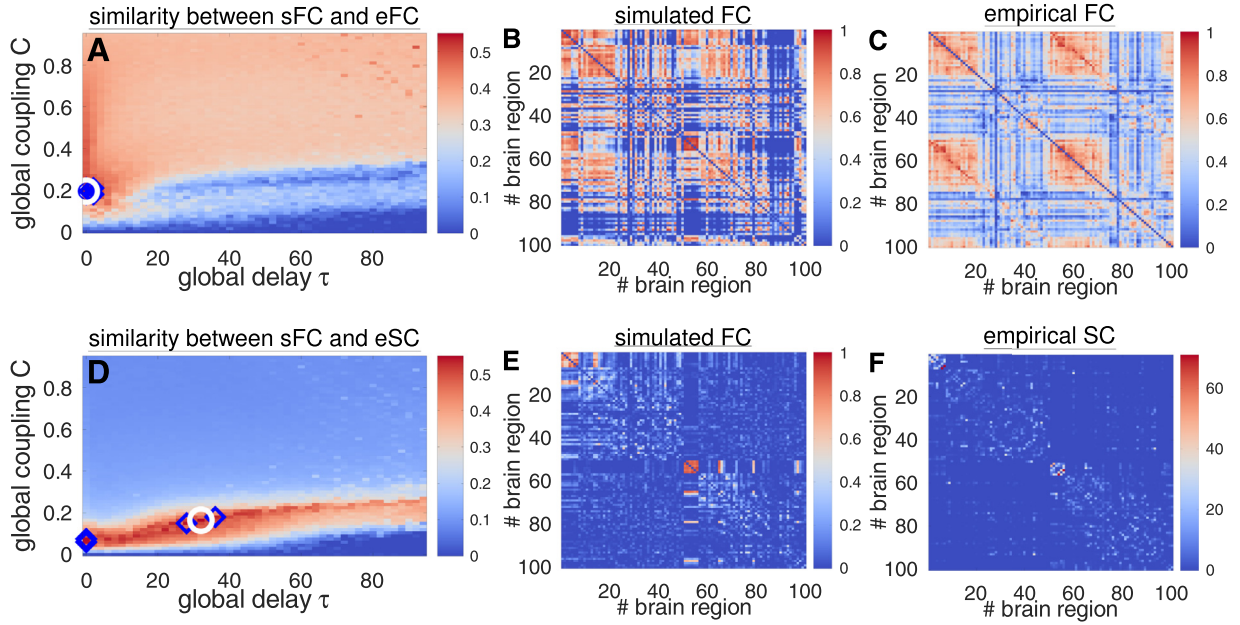 similarity between sFC and eFC
A
global coupling C
0.8
0.6
0.4
0.2
0
0 20 40 60 80
global delay τ
0.5
0.4
0.3
0.2
0.1
0
simulated FC
B
# brain region
20
40
60
80
100
20 40 60 80 100
# brain region
1
0.8
0.6
0.4
0.2
0
empirical FC
C
# brain region
20
40
60
80
100
20 40 60 80 100
# brain region
1
0.8
0.6
0.4
0.2
0
similarity between sFC and eSC
D
global coupling C
0.8
0.6
0.4
0.2
0
0 20 40 60 80
global delay τ
0.5
0.4
0.3
0.2
0.1
0
simulated FC
E
# brain region
20
40
60
80
100
20 40 60 80 100
# brain region
1
0.8
0.6
0.4
0.2
0
empirical SC
F
# brain region
20
40
60
80
100
20 40 60 80 100
# brain region
60
40
20
0